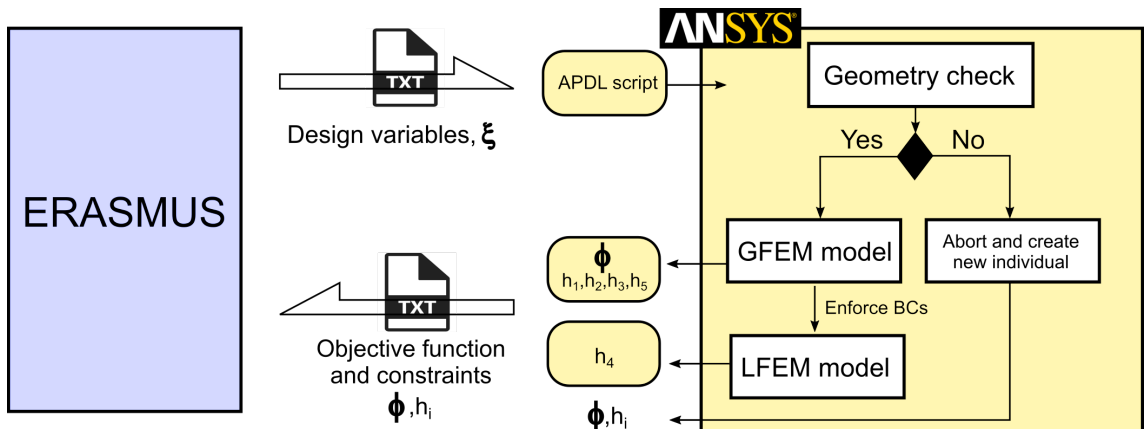 ANSYS®
TXT
APDL script
Geometry check
Design variables, ξ
Yes
No
ERASMUS
GFEM model
Abort and create
new individual
ϕ
h1,h2,h3,h5
TXT
Enforce BCs
Objective function
and constraints
ϕ,hi
h4
LFEM model
ϕ,hi